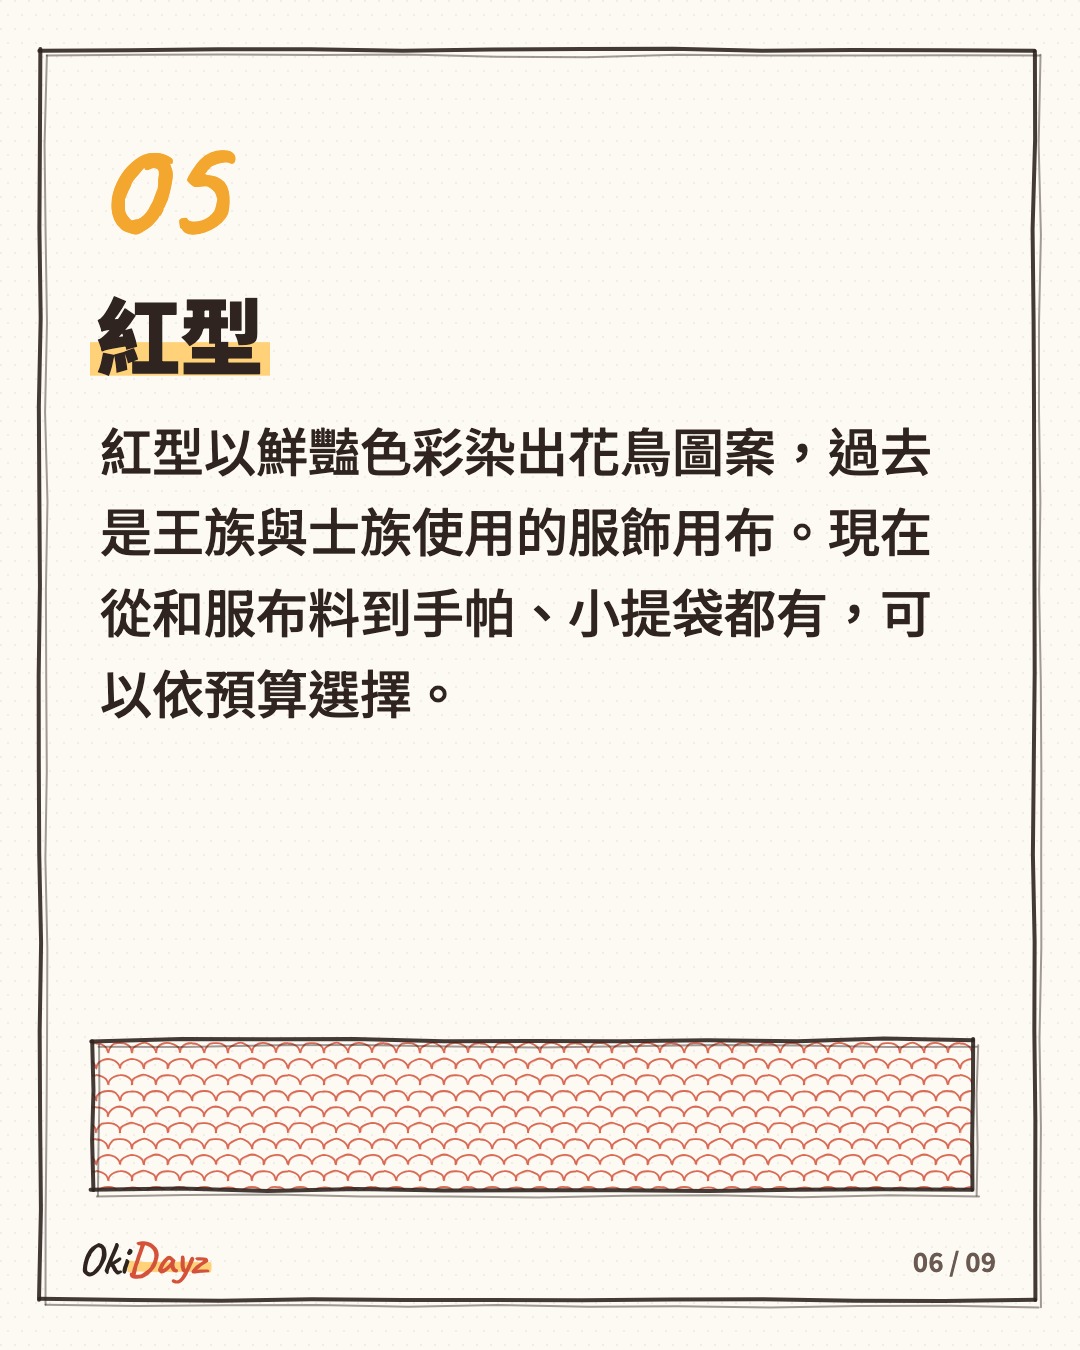 05
紅型
紅型以鮮豔色彩染出花鳥圖案，過去
是王族與士族使用的服飾用布。現在
從和服布料到手帕、小提袋都有，可
以依預算選擇。
OkiDayz
06 / 09